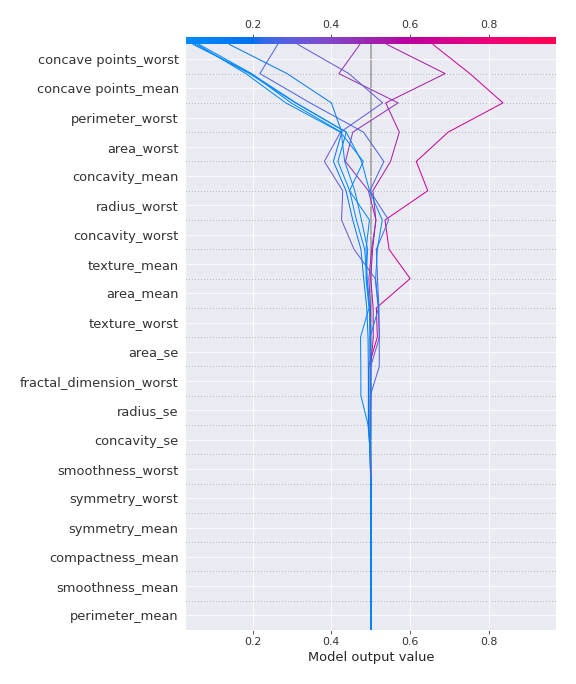 0.2 0.4 0.6 0.8
concave points_worst
concave points_mean
perimeter_worst
area_worst
concavity_mean
radius_worst
concavity_worst
texture_mean
area_mean
texture_worst
area_se
fractal_dimension_worst
radius_se
concavity_se
smoothness_worst
symmetry_worst
symmetry_mean
compactness_mean
smoothness_mean
perimeter_mean
0.2 0.4 0.6 0.8
Model output value